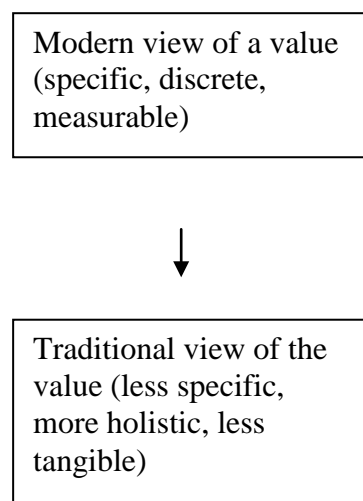 Modern view of a value
(specific, discrete,
measurable)
Traditional view of the
value (less specific,
more holistic, less
tangible)